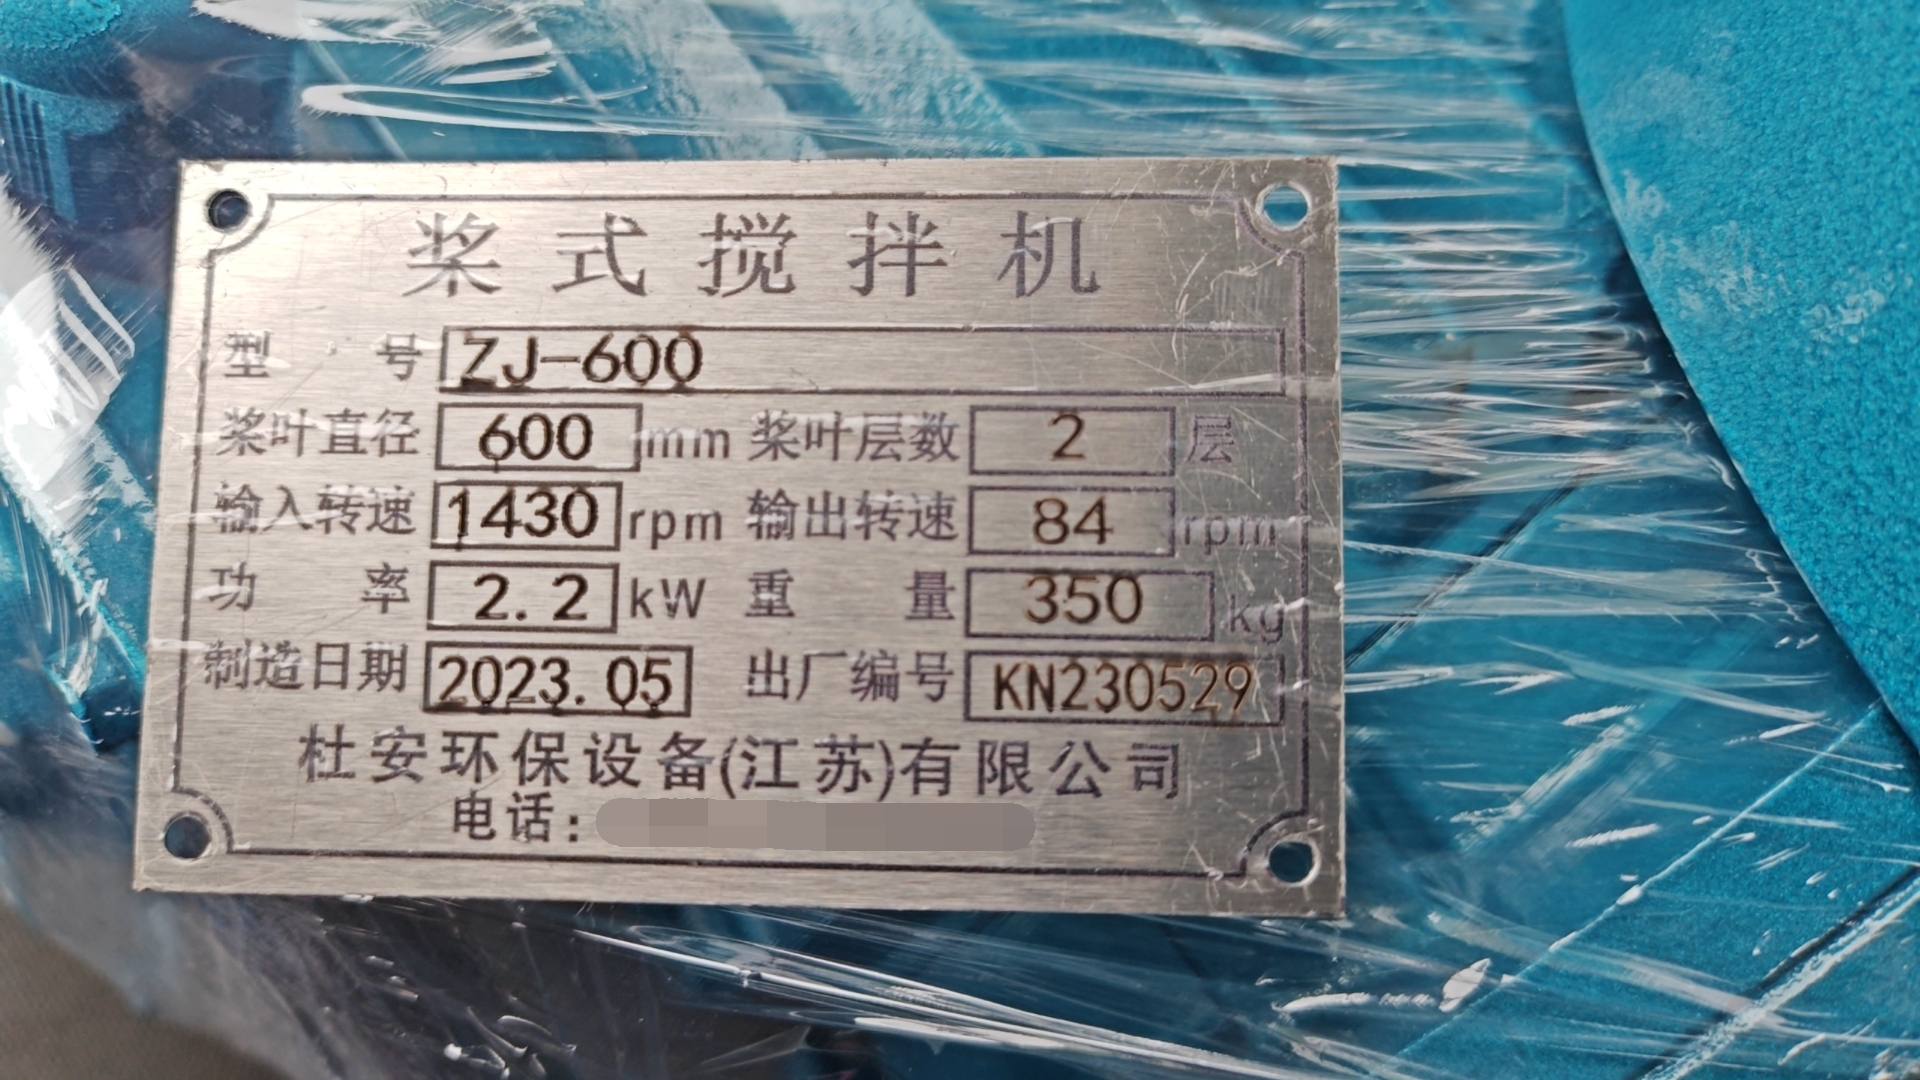 桨式搅拌机
型号 ZJ-600
桨叶直径 600 mm 桨叶层数 2 层
输入转速 1430 rpm 输出转速 84 rpm
功率 2.2 kW 重量 350 kg
制造日期 2023.05 出厂编号 KN230529
杜安环保设备(江苏)有限公司
电话: